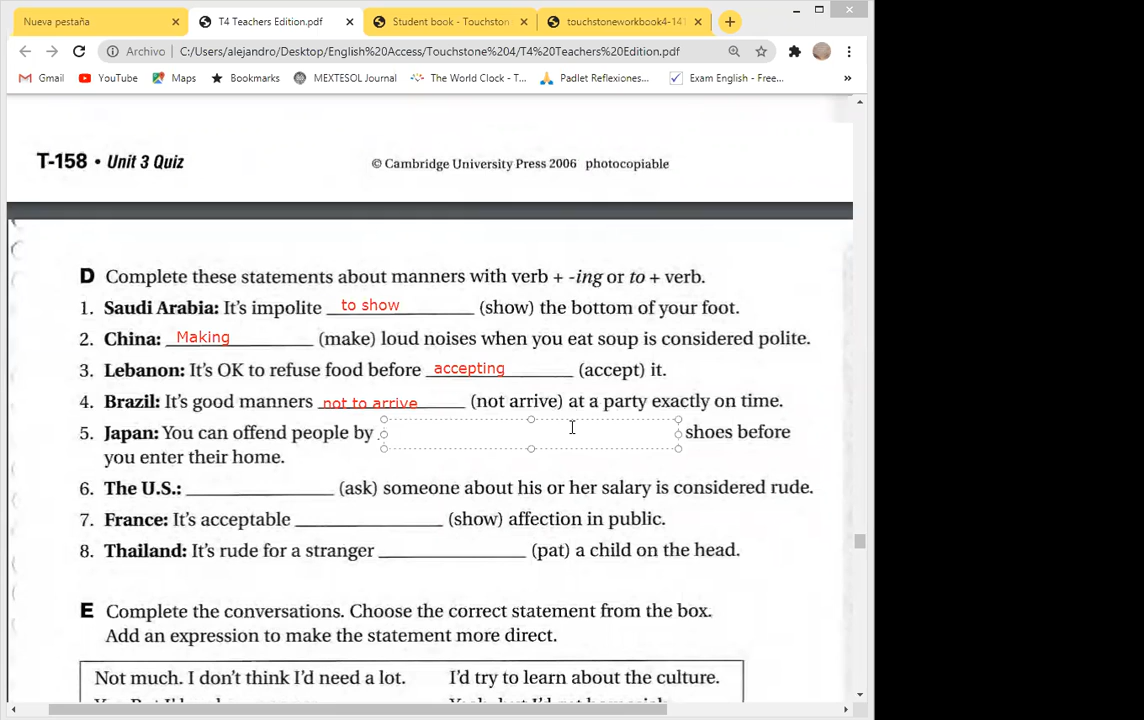 Nueva pestaña
T4 Teachers Edition.pdf
Student book - Touchston
touchstoneworkbook4-141
Archivo
C:/Users/alejandro/Desktop/English%20Access/Touchstone%204/T4%20Teachers%20Edition.pdf
Gmail
YouTube
Maps
Bookmarks
MEXTESOL Journal
The World Clock - T...
Padlet Reflexiones...
Exam English - Free...
»
T-158 • Unit 3 Quiz
© Cambridge University Press 2006 photocopiable
D Complete these statements about manners with verb + -ing or to + verb.
1. Saudi Arabia: It's impolite to show (show) the bottom of your foot.
2. China: Making (make) loud noises when you eat soup is considered polite.
3. Lebanon: It's OK to refuse food before accepting (accept) it.
4. Brazil: It's good manners not to arrive (not arrive) at a party exactly on time.
5. Japan: You can offend people by shoes before
you enter their home.
6. The U.S.: ______________ (ask) someone about his or her salary is considered rude.
7. France: It's acceptable ______________ (show) affection in public.
8. Thailand: It's rude for a stranger ______________ (pat) a child on the head.
E Complete the conversations. Choose the correct statement from the box.
Add an expression to make the statement more direct.
Not much. I don't think I'd need a lot.
I'd try to learn about the culture.